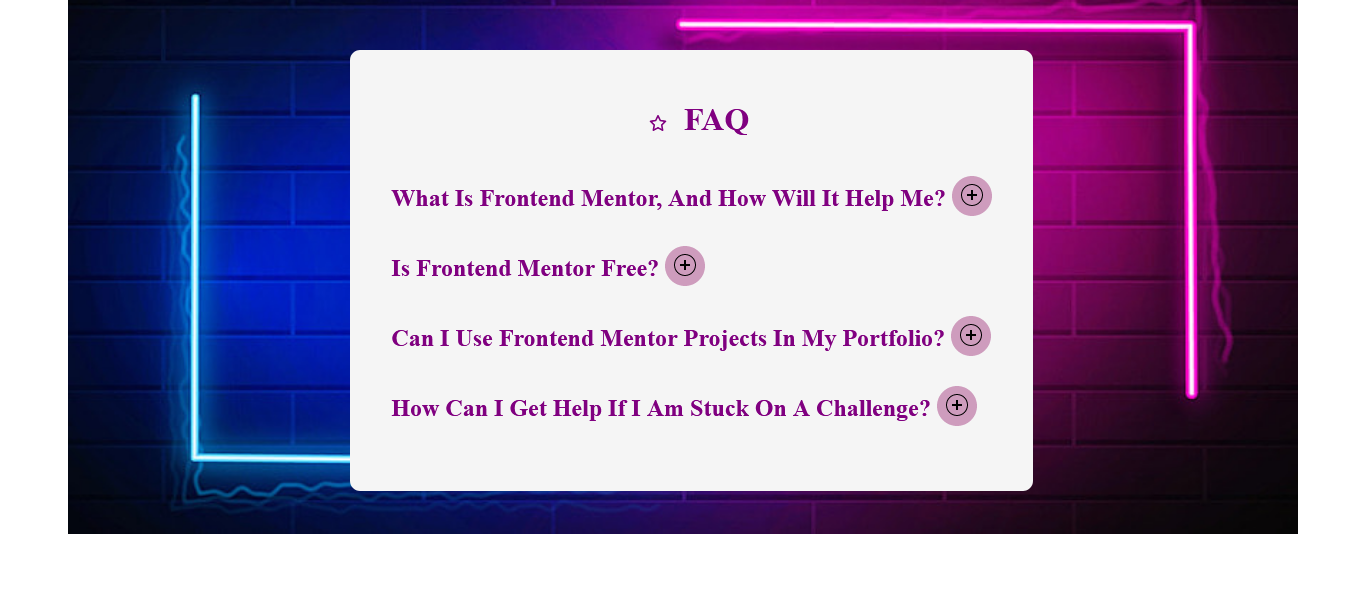 FAQ
What Is Frontend Mentor, And How Will It Help Me?
Is Frontend Mentor Free?
Can I Use Frontend Mentor Projects In My Portfolio?
How Can I Get Help If I Am Stuck On A Challenge?